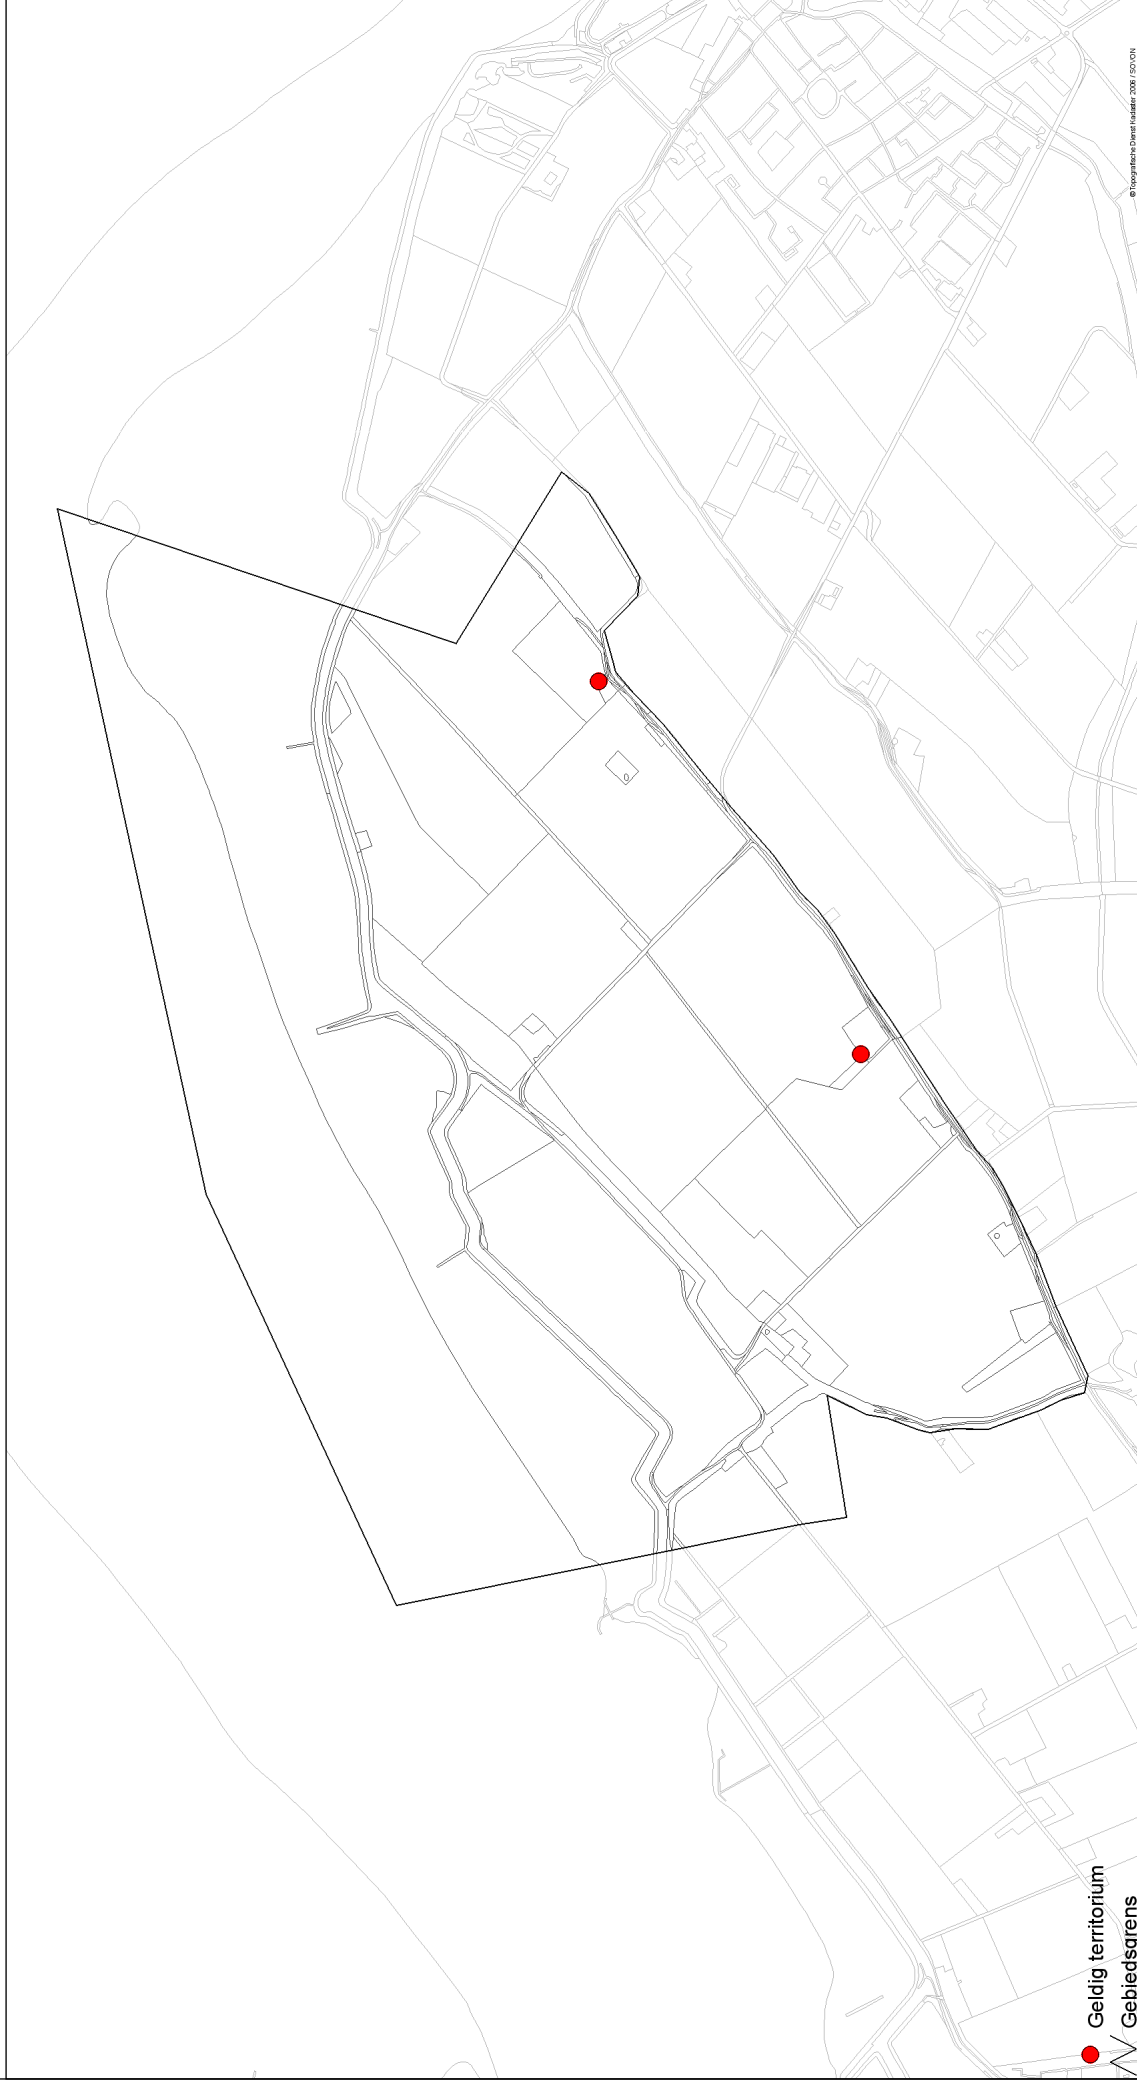 Geldig territorium
Gebiedsgrens
© Topografische Dienst Kadaster 2006 / SOVON